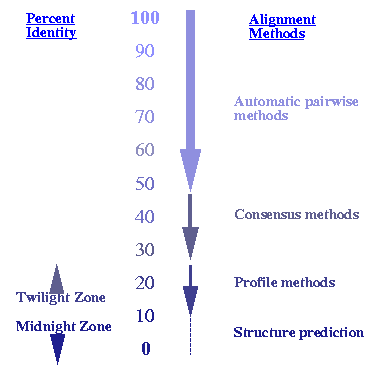 Percent
Identity
100
Alignment
Methods
90
80
Automatic pairwise
methods
70
60
50
Consensus methods
40
30
Twilight Zone
20
Profile methods
10
Midnight Zone
Structure prediction
0